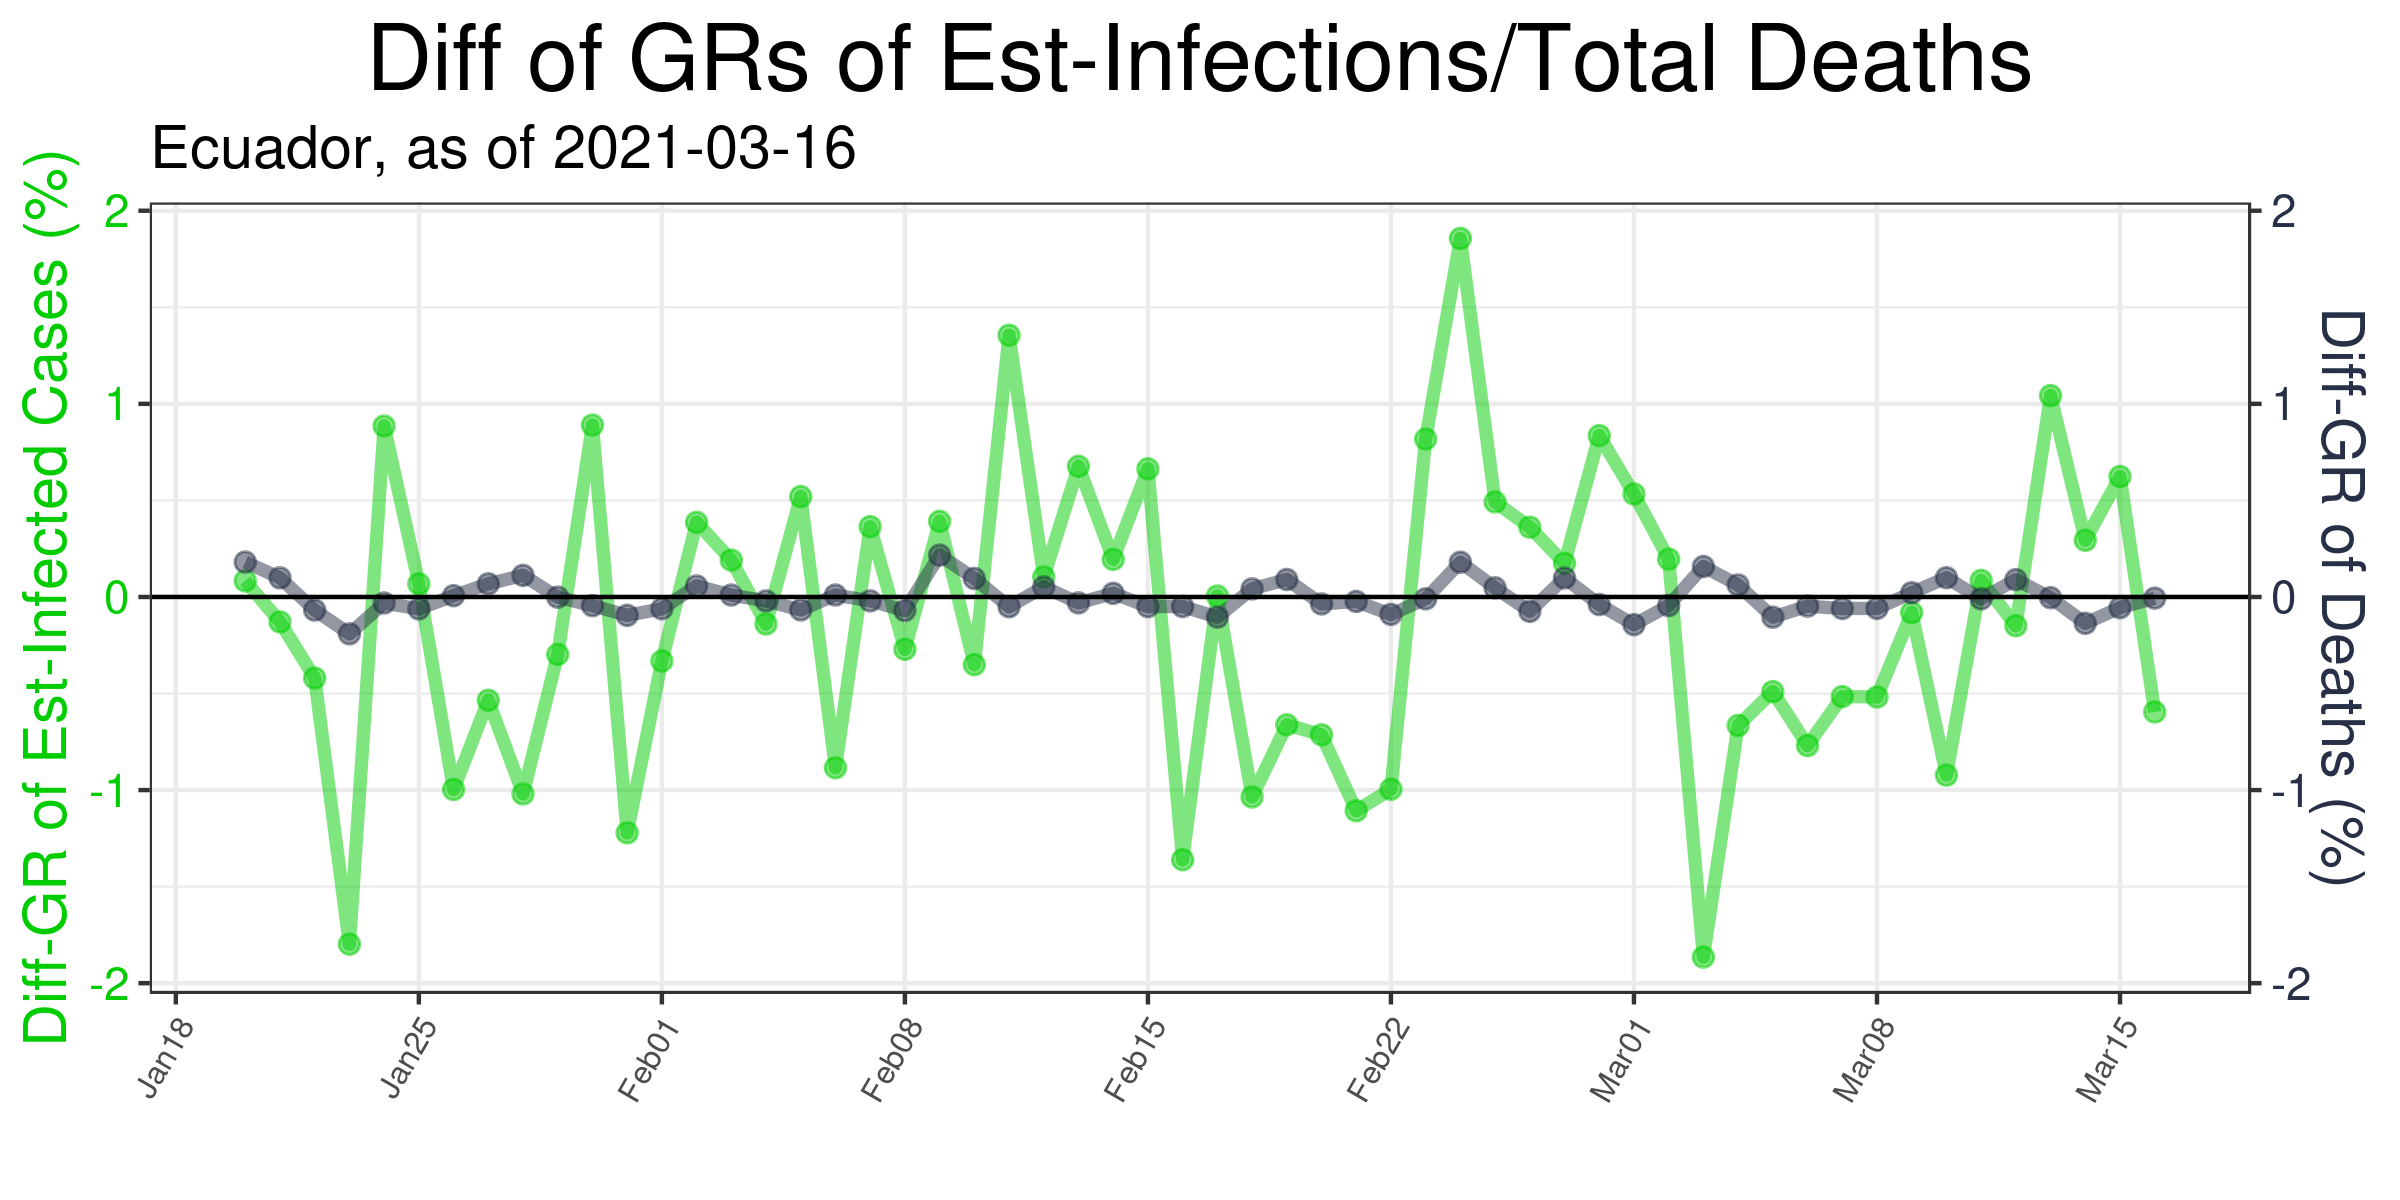 Diff of GRs of Est-Infections/Total Deaths
Ecuador, as of 2021-03-16
Diff-GR of Est-Infected Cases (%)
2
1
0
-1
-2
2
1
0
-1
-2
Diff-GR of Deaths (%)
Jan18
Jan25
Feb01
Feb08
Feb15
Feb22
Mar01
Mar08
Mar15